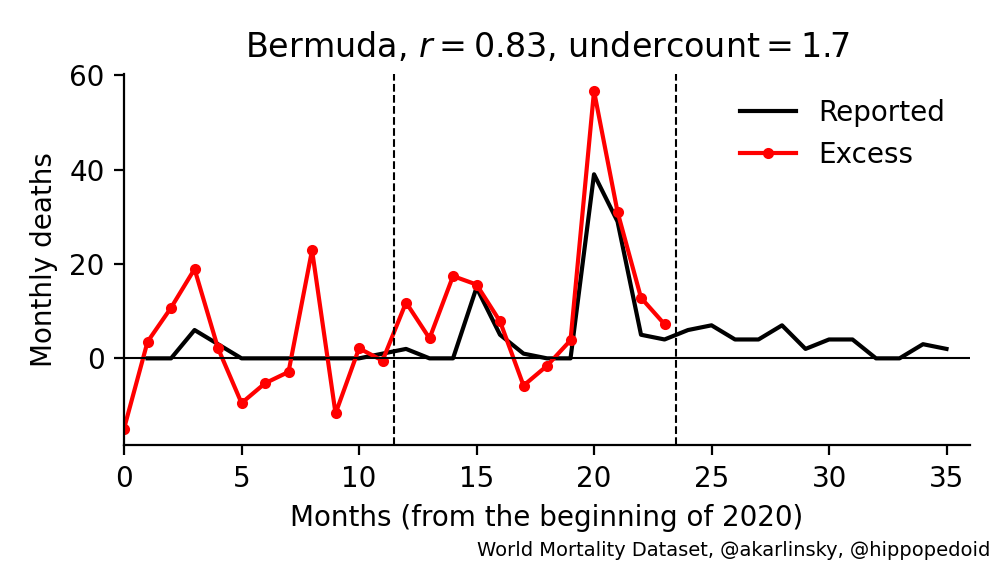 Bermuda, r = 0.83, undercount = 1.7
60
40
20
0
Monthly deaths
Reported
Excess
0 5 10 15 20 25 30 35
Months (from the beginning of 2020)
World Mortality Dataset, @akarlinsky, @hippopedoid